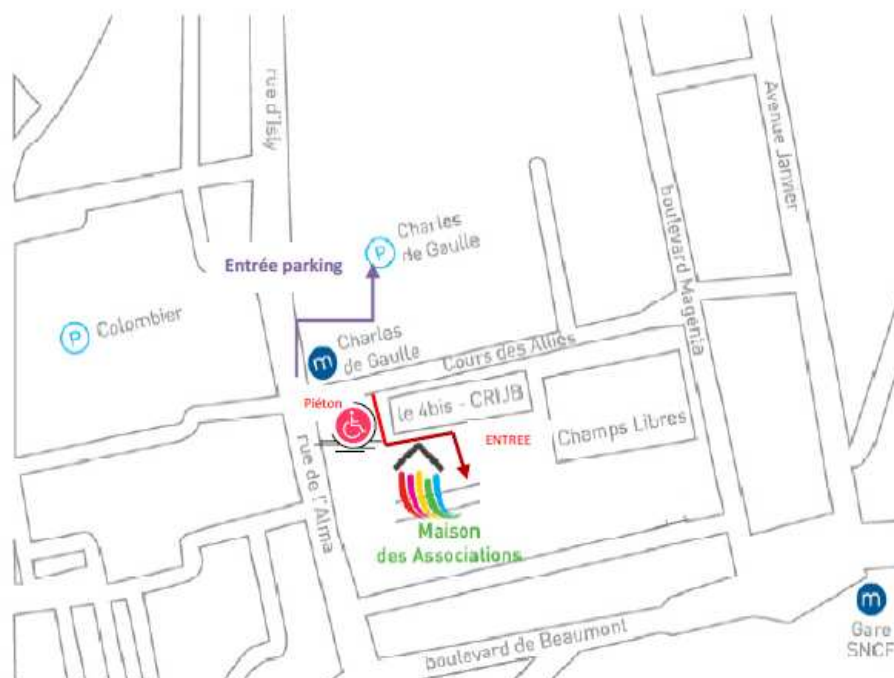 rue d'Isly
Avenue Janvier
boulevard Magenta
Charles
de Gaulle
P
Entrée parking
P
Colombier
m
Charles
de Gaulle
Cours des Alliés
Piéton
le 4bis - CRIJB
Champs Libres
ENTREE
rue de l'Alma
Maison
des Associations
m
Gare
SNCF
boulevard de Beaumont